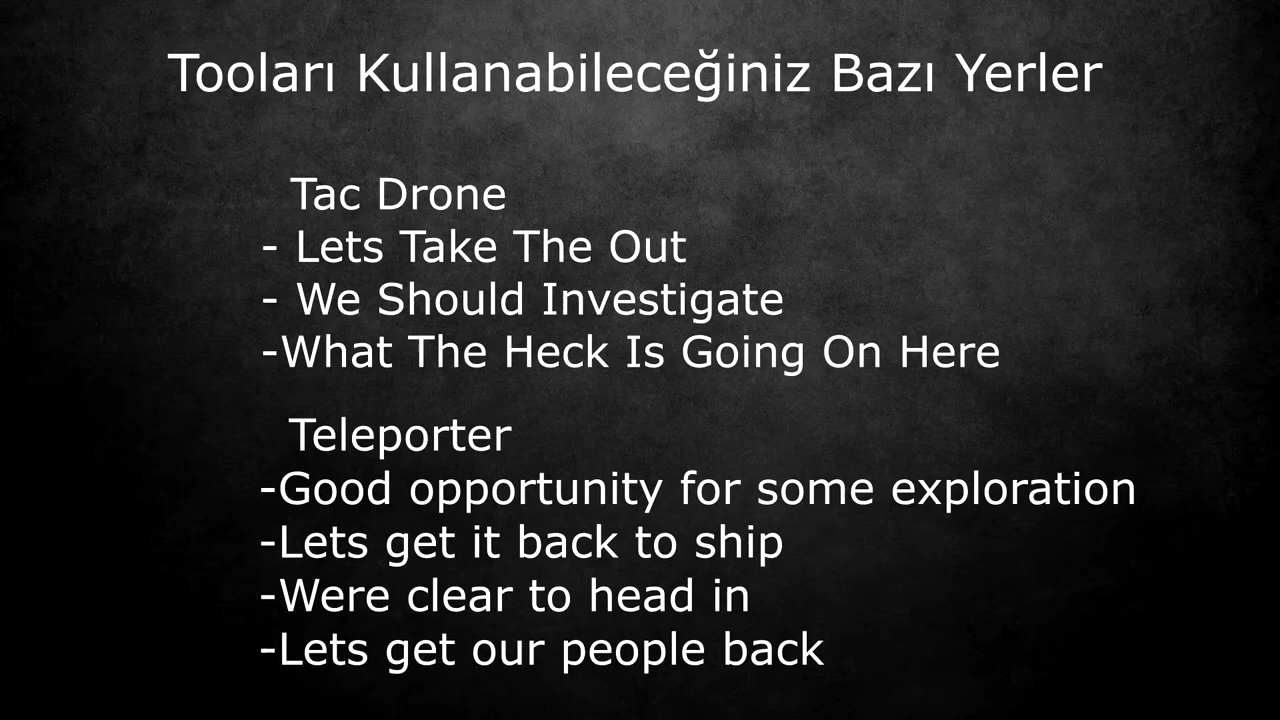 Tooları Kullanabileceğiniz Bazı Yerler
Tac Drone
- Lets Take The Out
- We Should Investigate
-What The Heck Is Going On Here
Teleporter
-Good opportunity for some exploration
-Lets get it back to ship
-Were clear to head in
-Lets get our people back